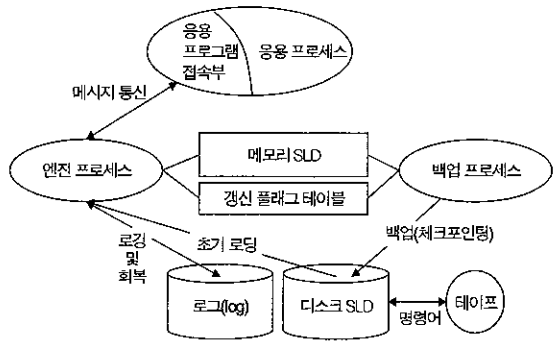 응용
프로그램
접속부
응용 프로세스
메시지 통신
엔진 프로세스
메모리 SLD
갱신 플래그 테이블
백업 프로세스
로깅
및
회복
초기 로딩
백업(체크포인팅)
로그(log)
디스크 SLD
명령어
테이프